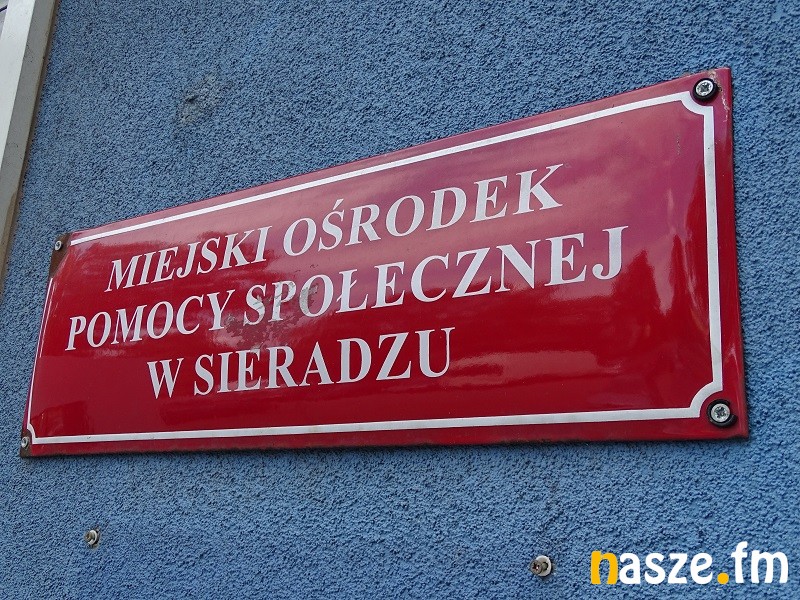 MIEJSKI OŚRODEK
POMOCY SPOŁECZNEJ
W SIERADZU
nasze.fm